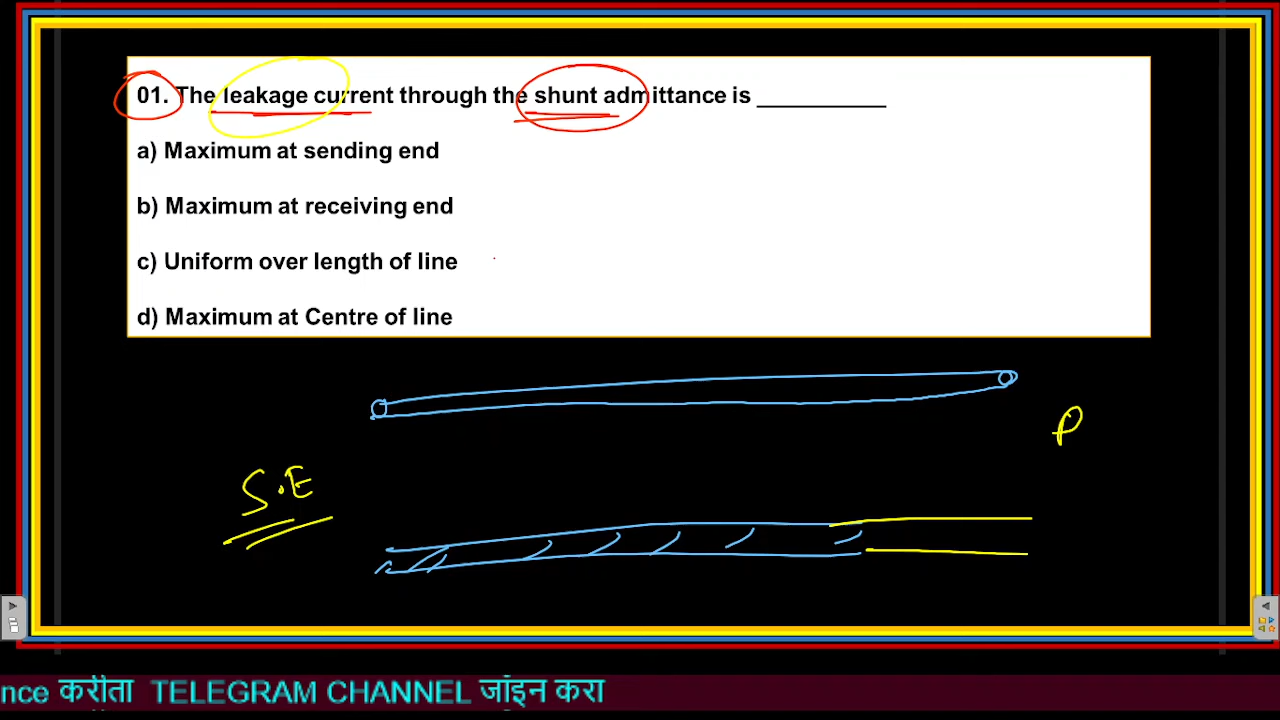 01. The leakage current through the shunt admittance is __________
a) Maximum at sending end
b) Maximum at receiving end
c) Uniform over length of line
d) Maximum at Centre of line
S.E
nce करीता TELEGRAM CHANNEL जॉइन करा